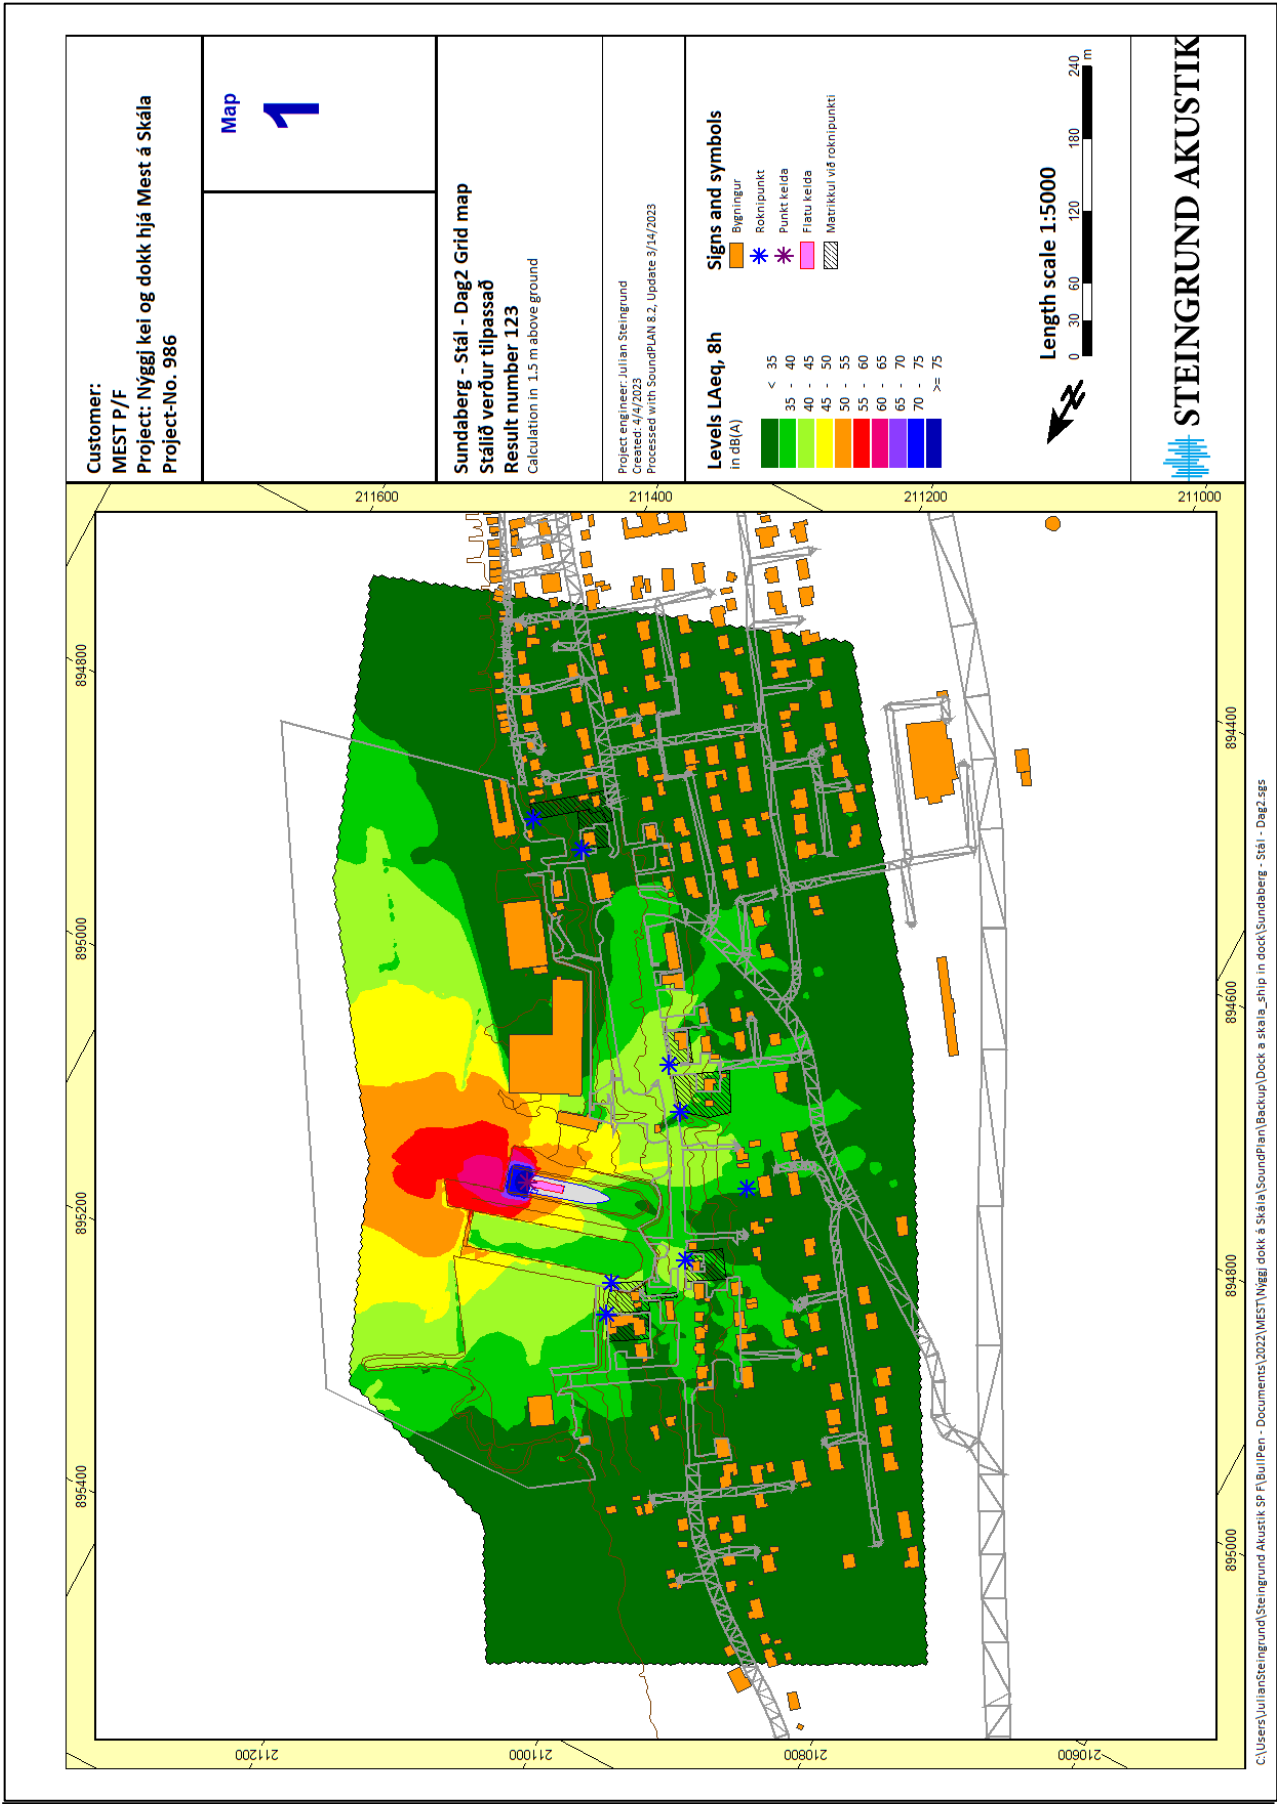 Customer:
MEST P/F
Project: Nýggj kei og dokk hjá Mest á Skála
Project-No. 986
Map
1
Sundaberg - Stál - Dag2 Grid map
Stálið verður tilpassað
Result number 123
Calculation in 1.5 m above ground
Project engineer: Julian Steingrund
Created: 4/4/2023
Processed with SoundPLAN 8.2, Update 3/14/2023
Levels LAeq, 8h
in dB(A)
< 35
35 - 40
40 - 45
45 - 50
50 - 55
55 - 60
60 - 65
65 - 70
70 - 75
>= 75
Signs and symbols
Bygningur
Roknipunkt
Punkt kelda
Flatu kelda
Matrikkul við roknipunkti
Length scale 1:5000
0 30 60 120 180 240
m
N
STEINGRUND AKUSTIK
895400 895200 895000 894800
211600
211400
211200
211000
211200
211000
210800
210600
895000 894800 894600 894400
C:\Users\JulianSteingrund\Steingrund Akustik SP F\BullPen - Documents\2022\MEST\Nýggj dokk á Skála\SoundPlan\Backup\Dock a skala_ship in dock\Sundaberg - Stál - Dag2.sgs